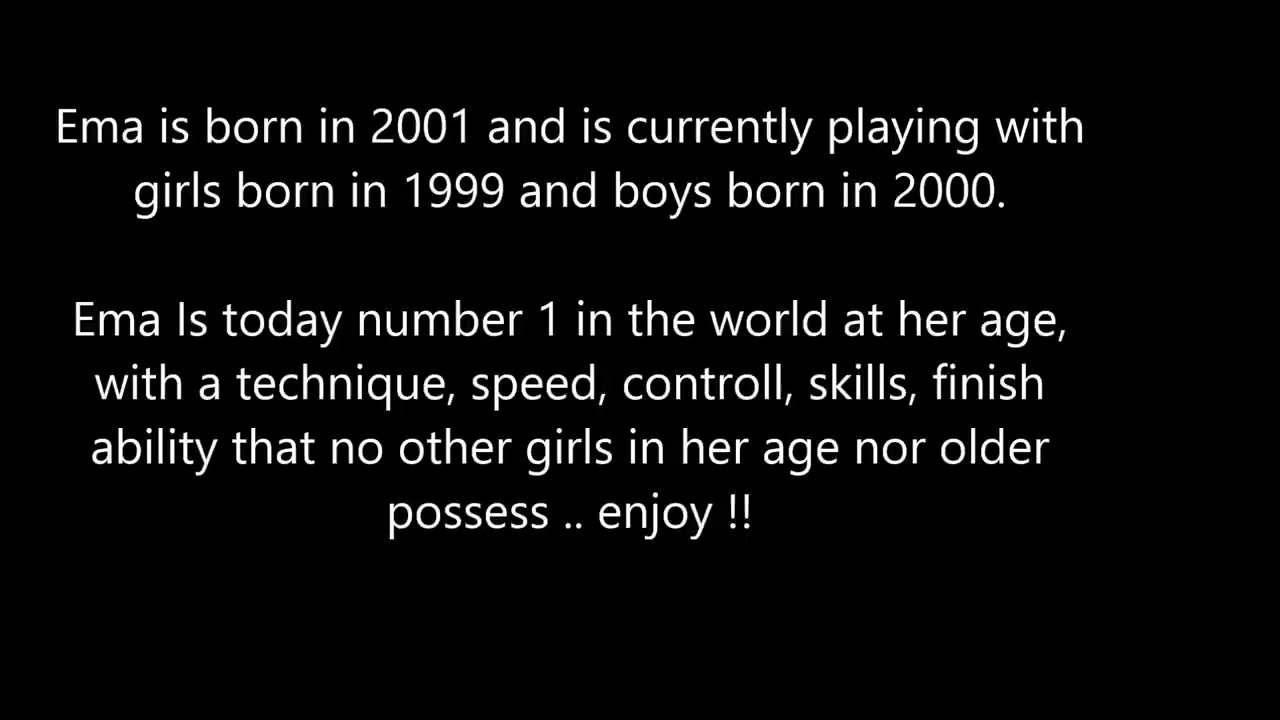 Ema is born in 2001 and is currently playing with
girls born in 1999 and boys born in 2000.
Ema Is today number 1 in the world at her age,
with a technique, speed, controll, skills, finish
ability that no other girls in her age nor older
possess .. enjoy !!